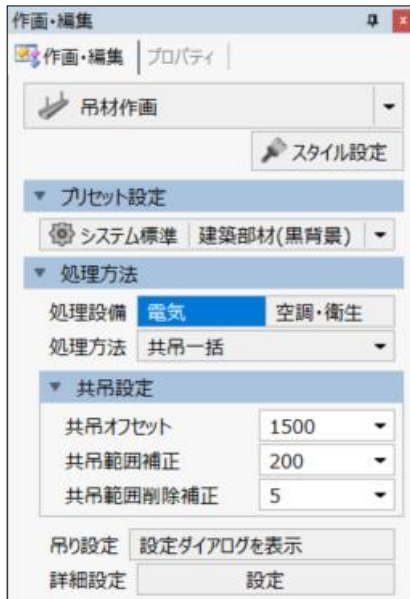 作画・編集
作画・編集 プロパティ
吊材作画
スタイル設定
プリセット設定
システム標準 建築部材(黒背景)
処理方法
処理設備 電気 空調・衛生
処理方法 共吊一括
共吊設定
共吊オフセット 1500
共吊範囲補正 200
共吊範囲削除補正 5
吊り設定 設定ダイアログを表示
詳細設定 設定